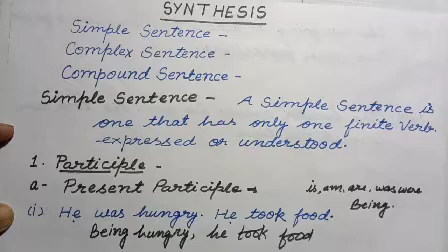 SYNTHESIS
Simple Sentence -
Complex Sentence -
Compound Sentence -
Simple Sentence - A Simple Sentence is
one that has only one finite Verb
expressed or understood.
1. Participle -
a- Present Participle → is, am, are, was were
Being.
(i) He was hungry. He took food.
Being hungry, he took food